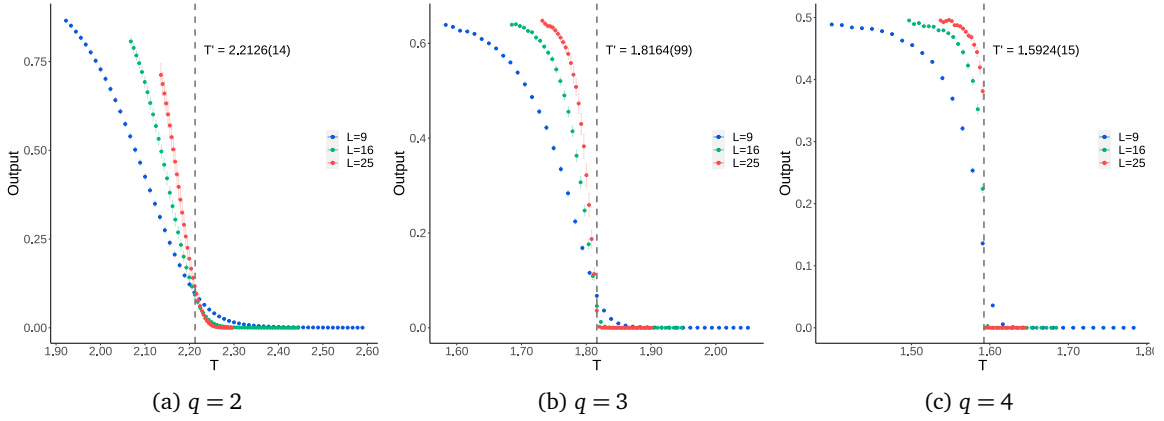 T' = 2.2126(14)
Output
0.75
0.50
0.25
0.00
L=9
L=16
L=25
1.90 2.00 2.10 2.20 2.30 2.40 2.50 2.60
T
(a) q = 2
T' = 1.8164(99)
Output
0.6
0.4
0.2
0.0
L=9
L=16
L=25
1.60 1.70 1.80 1.90 2.00
T
(b) q = 3
T' = 1.5924(15)
Output
0.5
0.4
0.3
0.2
0.1
0.0
L=9
L=16
L=25
1.50 1.60 1.70 1.80
T
(c) q = 4